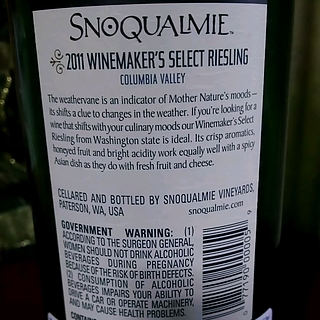 SNOQUALMIE™
2011 WINEMAKER'S SELECT RIESLING
COLUMBIA VALLEY
The weathervane is an indicator of Mother Nature's moods –
its shifts a clue to changes in the weather. If you're looking for a
wine that shifts with your culinary moods our Winemaker's Select
Riesling from Washington state is ideal. Its crisp aromatics,
honeyed fruit and bright acidity work equally well with a spicy
Asian dish as they do with fresh fruit and cheese.
CELLARED AND BOTTLED BY SNOQUALMIE VINEYARDS,
PATERSON, WA, USA
snoqualmie.com
GOVERNMENT WARNING: (1)
ACCORDING TO THE SURGEON GENERAL,
WOMEN SHOULD NOT DRINK ALCOHOLIC
BEVERAGES DURING PREGNANCY
BECAUSE OF THE RISK OF BIRTH DEFECTS.
(2) CONSUMPTION OF ALCOHOLIC
BEVERAGES IMPAIRS YOUR ABILITY TO
DRIVE A CAR OR OPERATE MACHINERY,
AND MAY CAUSE HEALTH PROBLEMS.